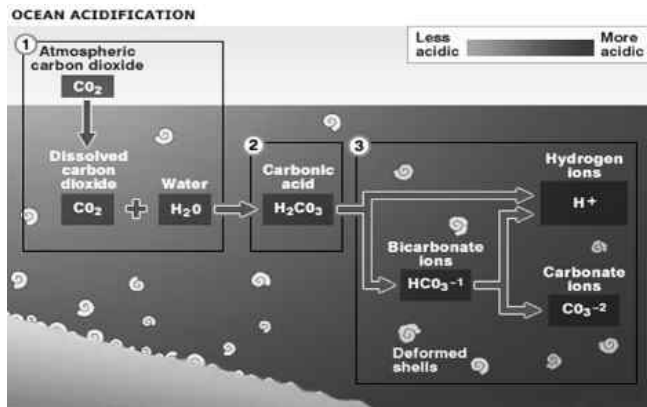 OCEAN ACIDIFICATION
Less
acidic
More
acidic
1
Atmospheric
carbon dioxide
CO₂
Dissolved
carbon
dioxide
CO₂
+
Water
H₂O
2
Carbonic
acid
H₂CO₃
3
Hydrogen
ions
H+
Bicarbonate
ions
HCO₃⁻¹
Carbonate
ions
CO₃⁻²
Deformed
shells